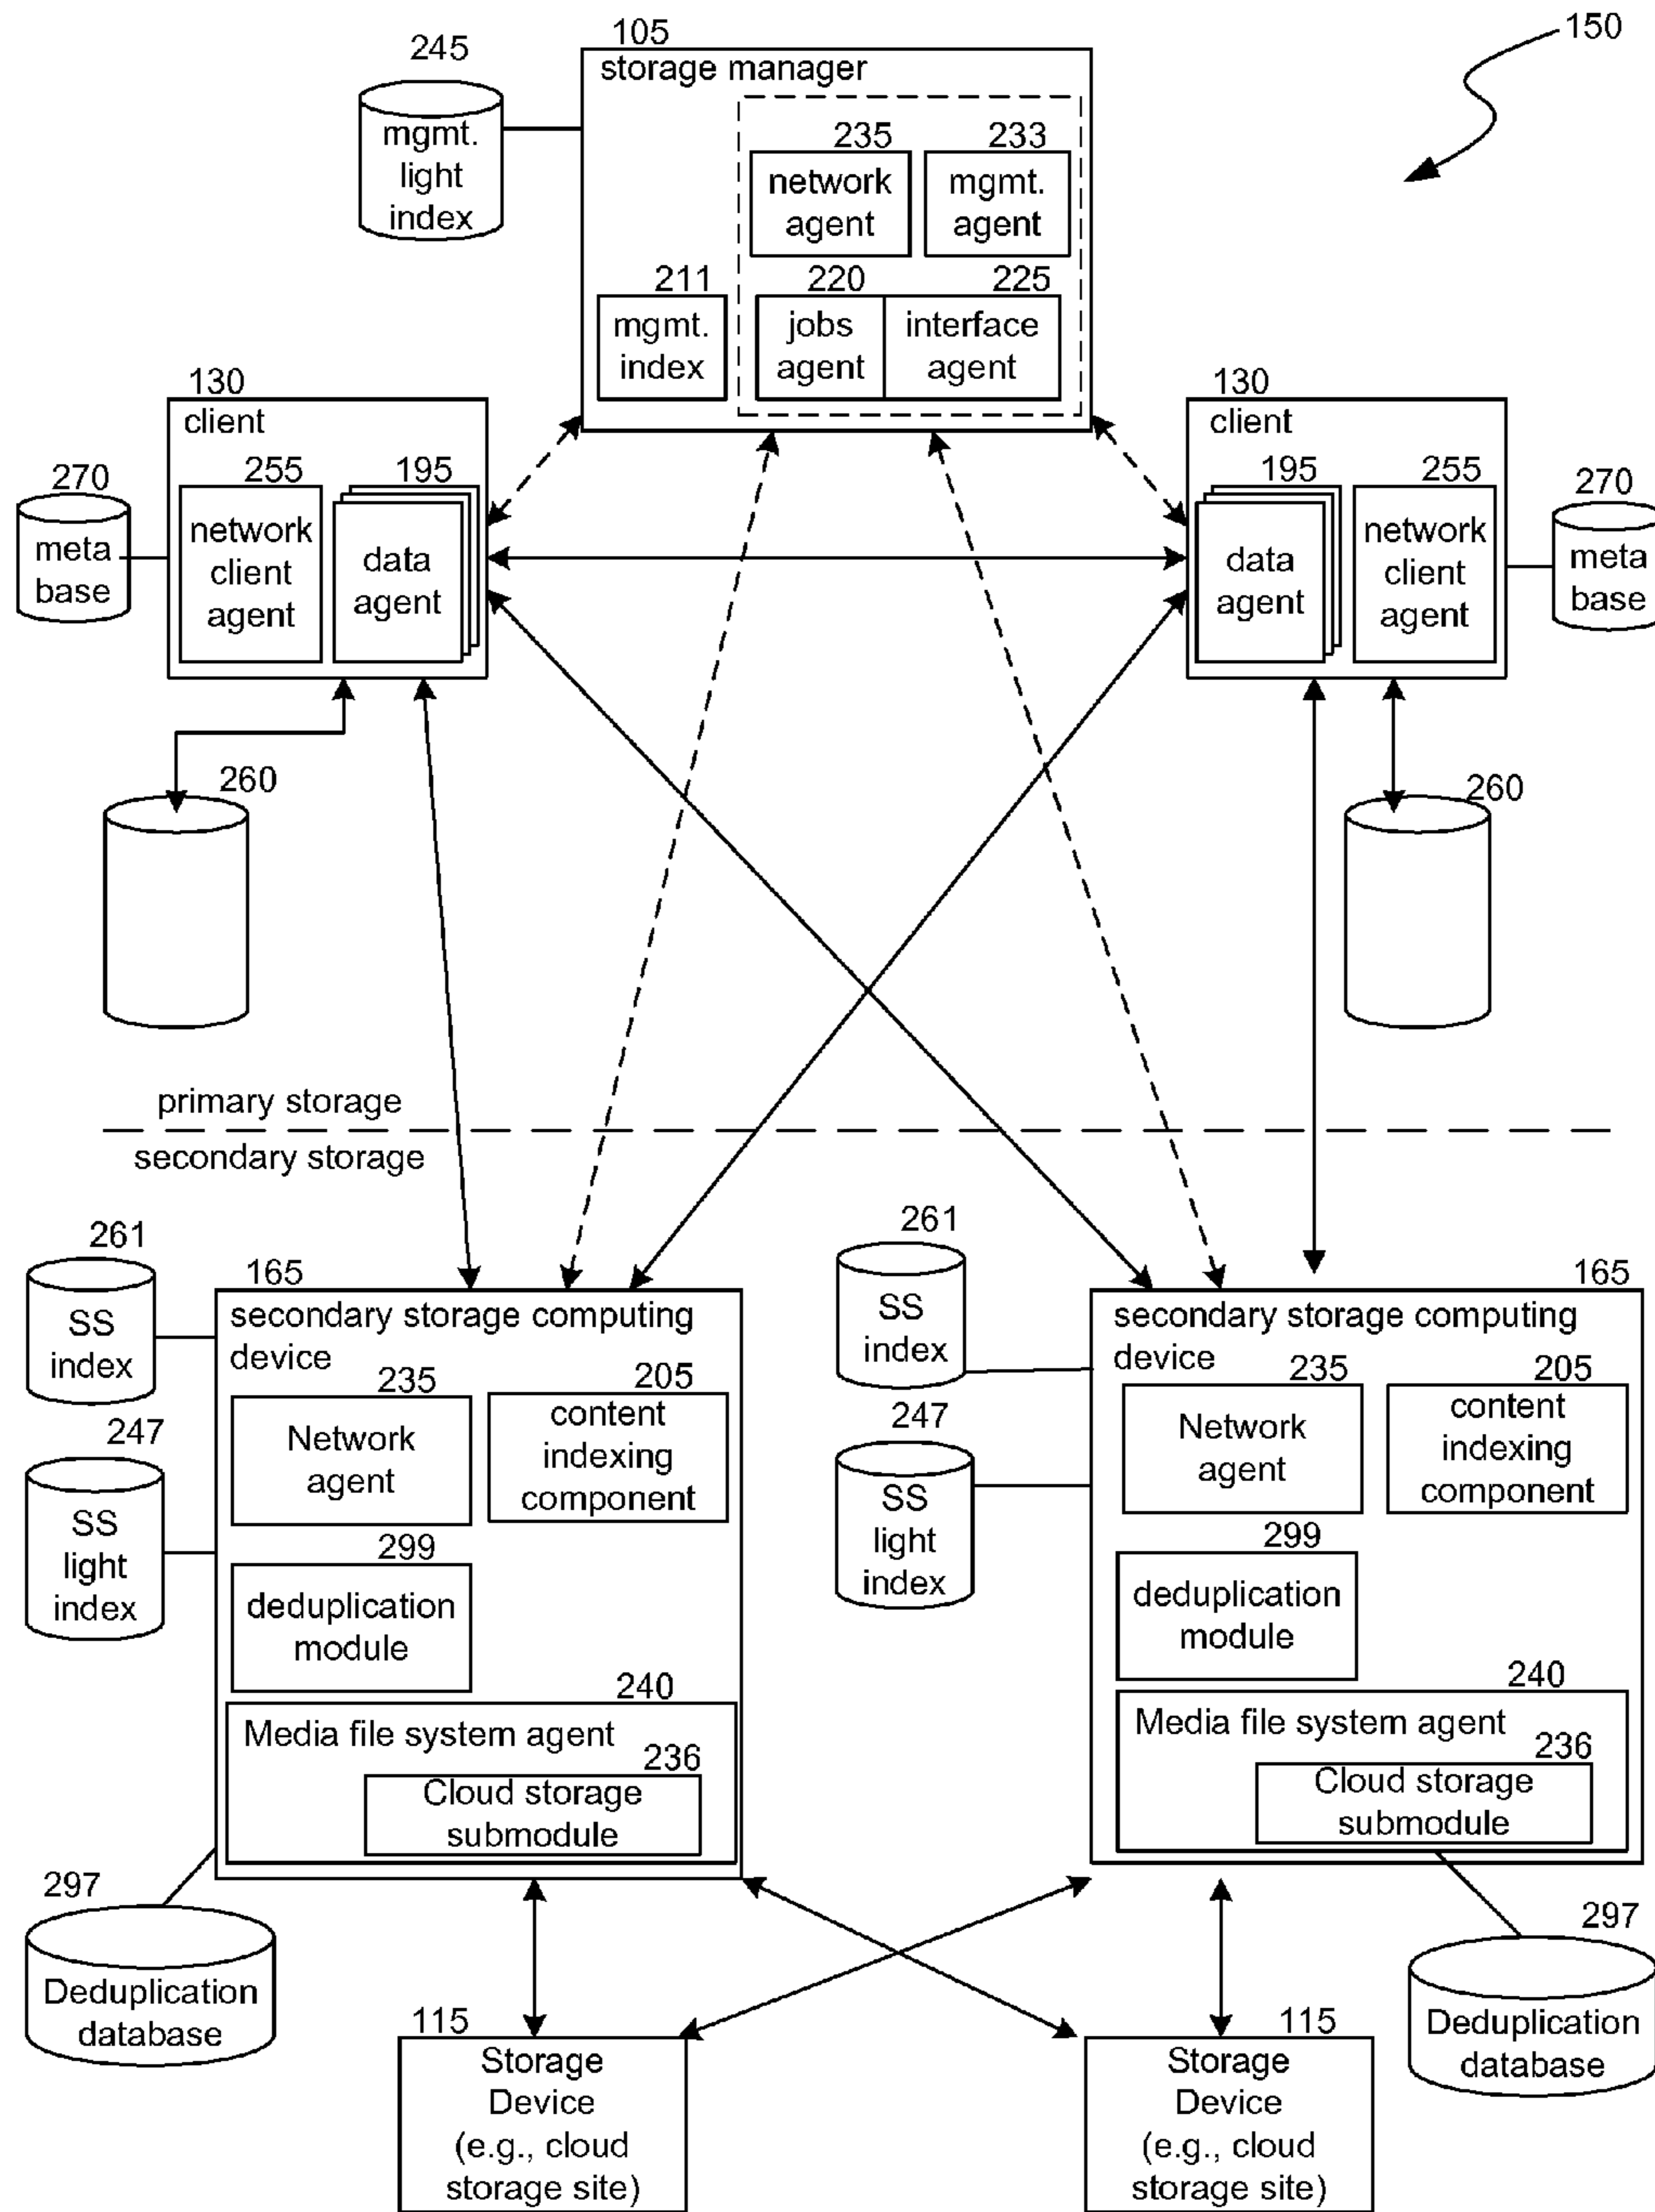 150
105
storage manager
245
mgmt.
light
index
235
network
agent
233
mgmt.
agent
211
mgmt.
index
220
jobs
agent
225
interface
agent
130
client
270
meta
base
255
network
client
agent
195
data
agent
130
client
195
data
agent
255
network
client
agent
270
meta
base
260
260
primary storage
secondary storage
261
SS
index
247
SS
light
index
165
secondary storage computing
device
235
Network
agent
205
content
indexing
component
299
deduplication
module
240
Media file system agent
236
Cloud storage
submodule
297
Deduplication
database
261
SS
index
247
SS
light
index
165
secondary storage computing
device
235
Network
agent
205
content
indexing
component
299
deduplication
module
240
Media file system agent
236
Cloud storage
submodule
297
Deduplication
database
115
Storage
Device
(e.g., cloud
storage site)
115
Storage
Device
(e.g., cloud
storage site)